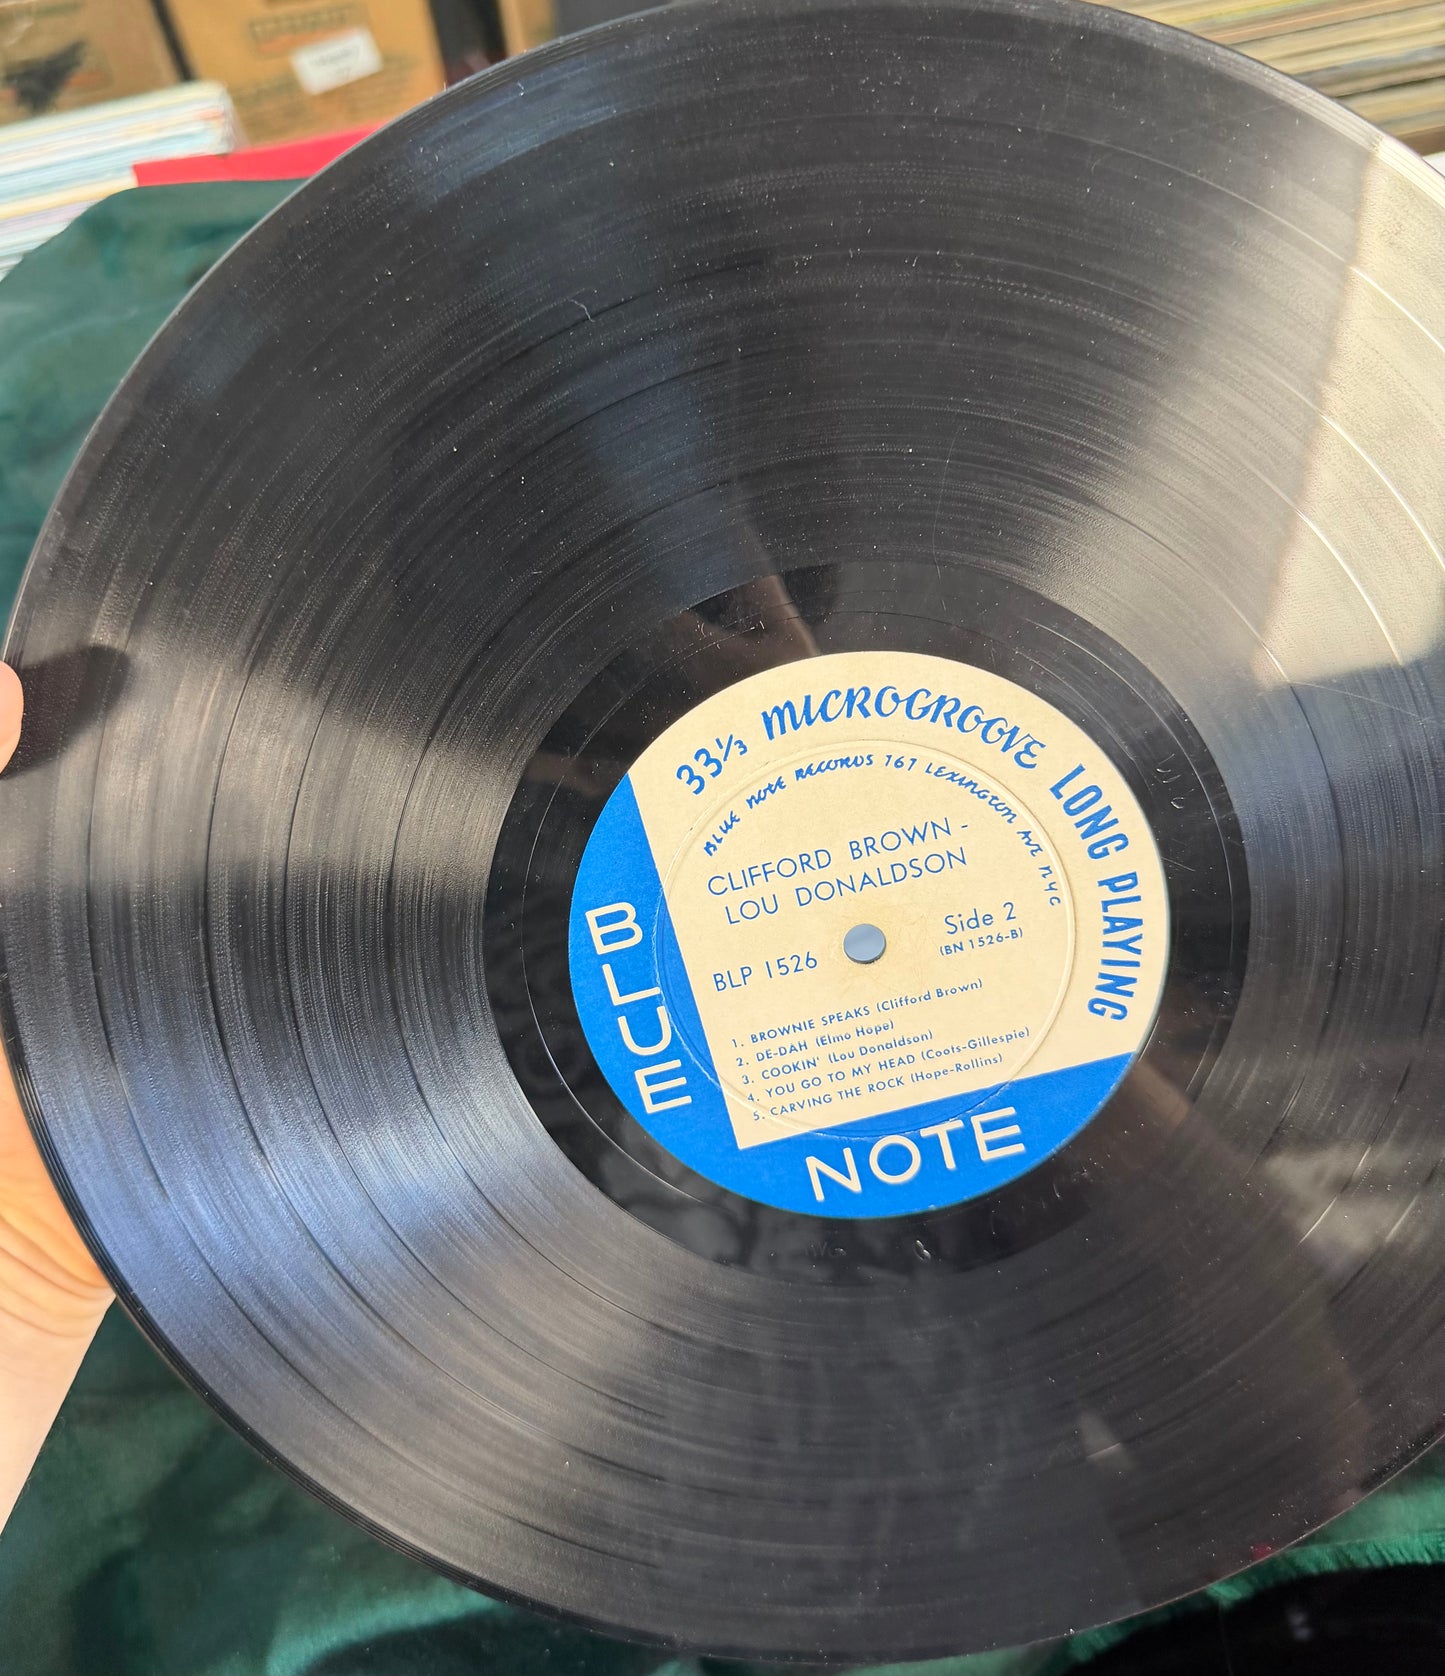 33⅓ MICROGROOVE LONG PLAYING
BLUE NOTE RECORDS 767 LEXINGTON AVE NYC
CLIFFORD BROWN -
LOU DONALDSON
Side 2
BLP 1526
(BN 1526-B)
1. BROWNIE SPEAKS (Clifford Brown)
2. DE-DAH (Elmo Hope)
3. COOKIN' (Lou Donaldson)
4. YOU GO TO MY HEAD (Coots-Gillespie)
5. CARVING THE ROCK (Hope-Rollins)
BLUE
NOTE